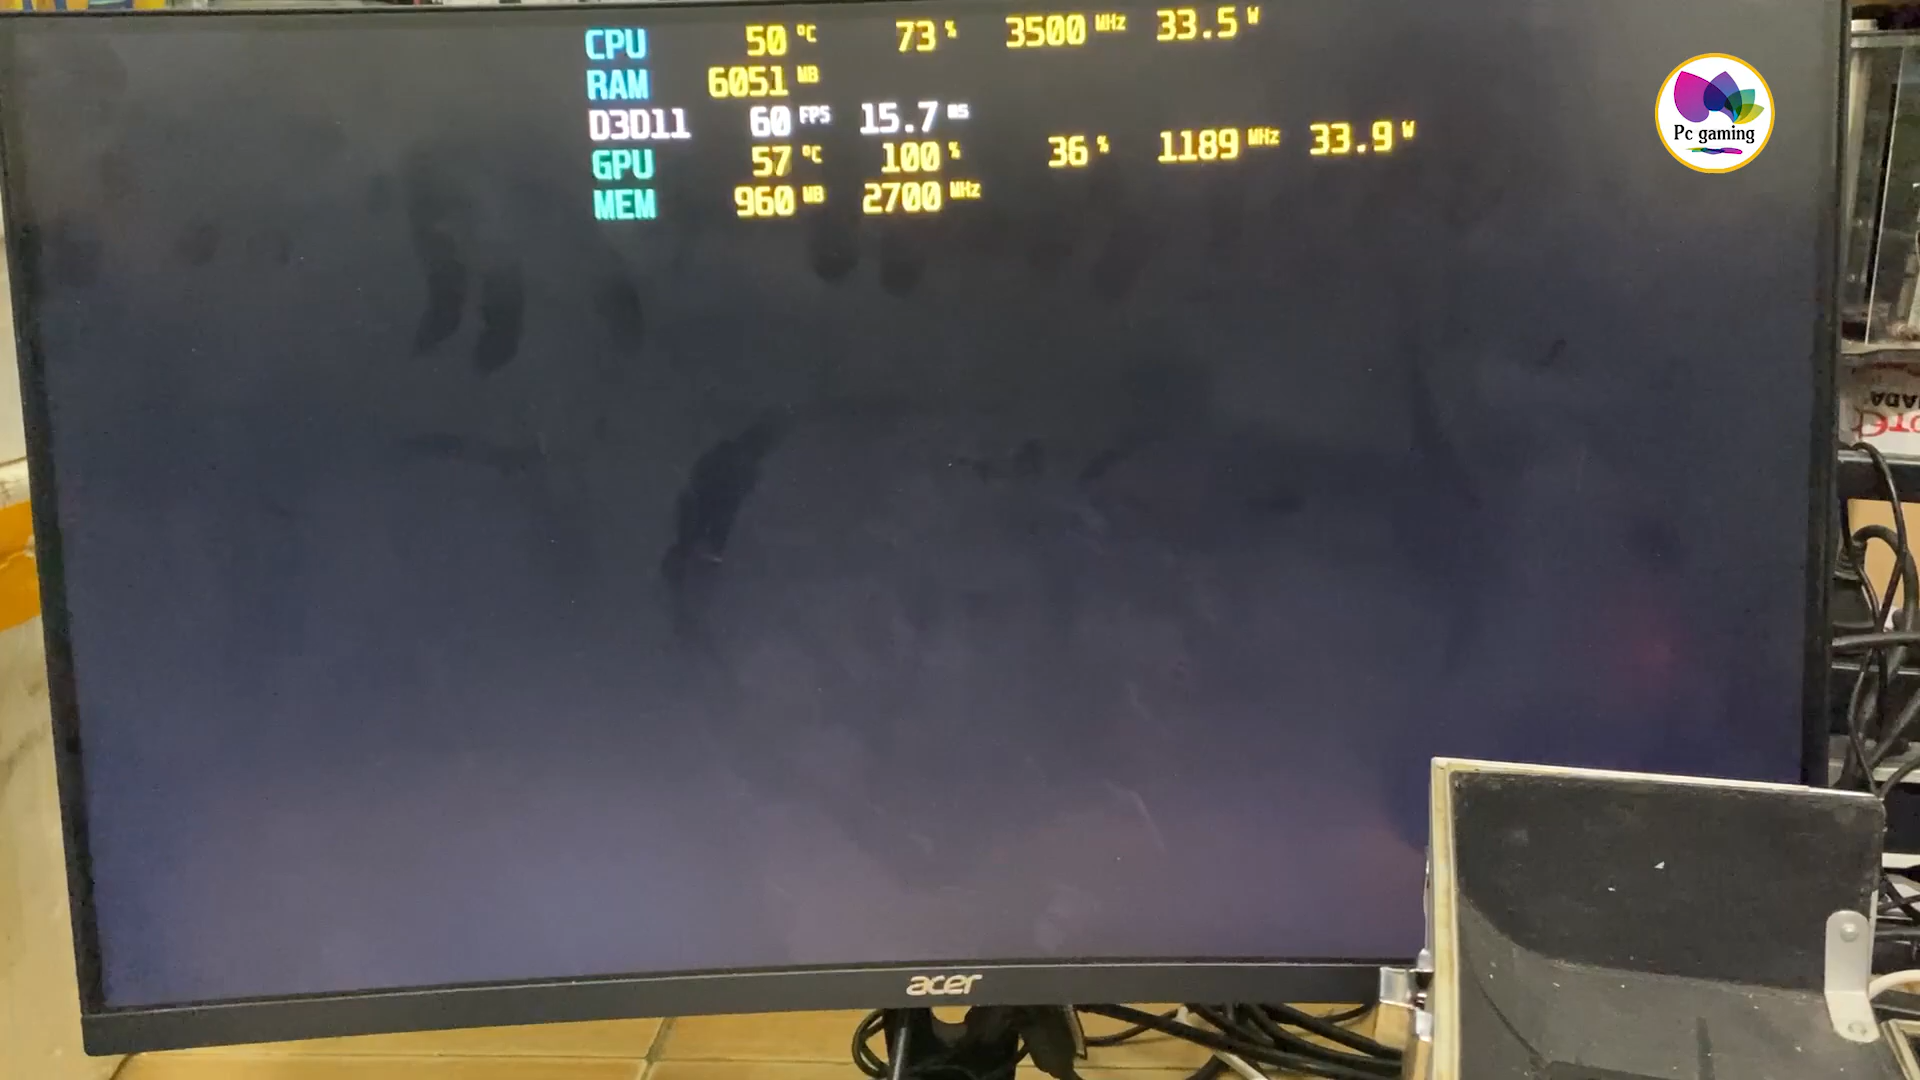 CPU 50 °C 73 % 3500 MHz 33.5 W
RAM 6051 MB
D3D11 60 FPS 15.7 ms
GPU 57 °C 100 % 36 % 1189 MHz 33.9 W
MEM 960 MB 2700 MHz
Pc gaming
acer